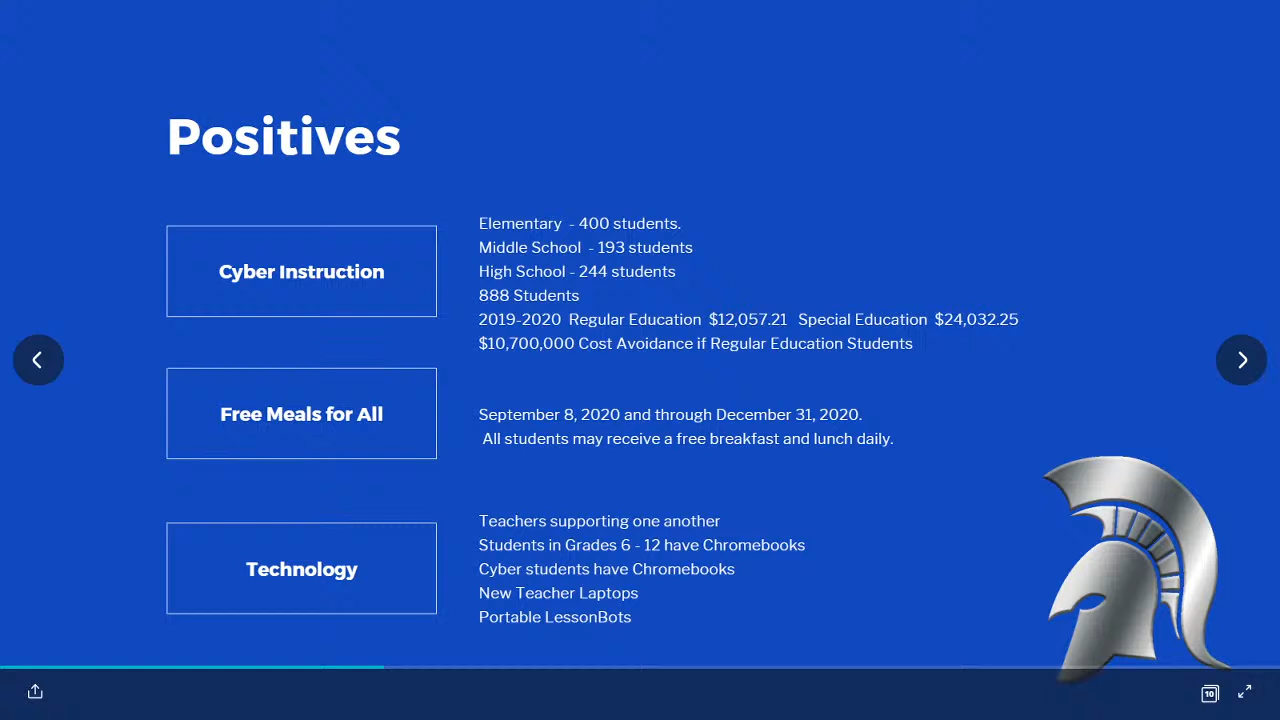 Positives
Cyber Instruction
Elementary - 400 students.
Middle School - 193 students
High School - 244 students
888 Students
2019-2020 Regular Education $12,057.21 Special Education $24,032.25
$10,700,000 Cost Avoidance if Regular Education Students
Free Meals for All
September 8, 2020 and through December 31, 2020.
All students may receive a free breakfast and lunch daily.
Technology
Teachers supporting one another
Students in Grades 6 - 12 have Chromebooks
Cyber students have Chromebooks
New Teacher Laptops
Portable LessonBots
10